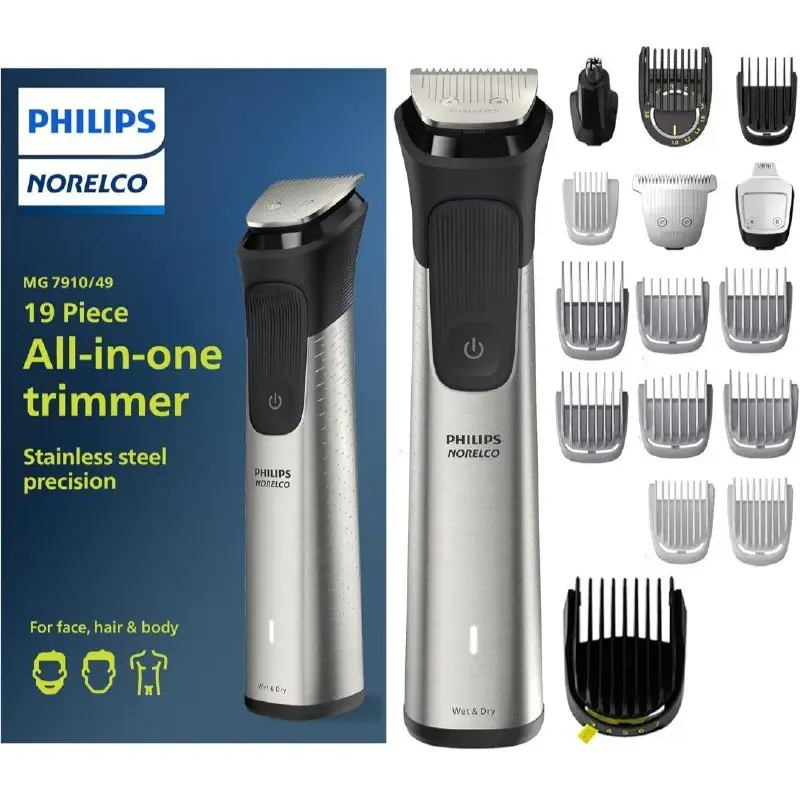 PHILIPS
NORELCO
MG 7910/49
19 Piece
All-in-one
trimmer
Stainless steel
precision
For face, hair & body
PHILIPS
NORELCO
Wet & Dry
PHILIPS
NORELCO
Wet & Dry